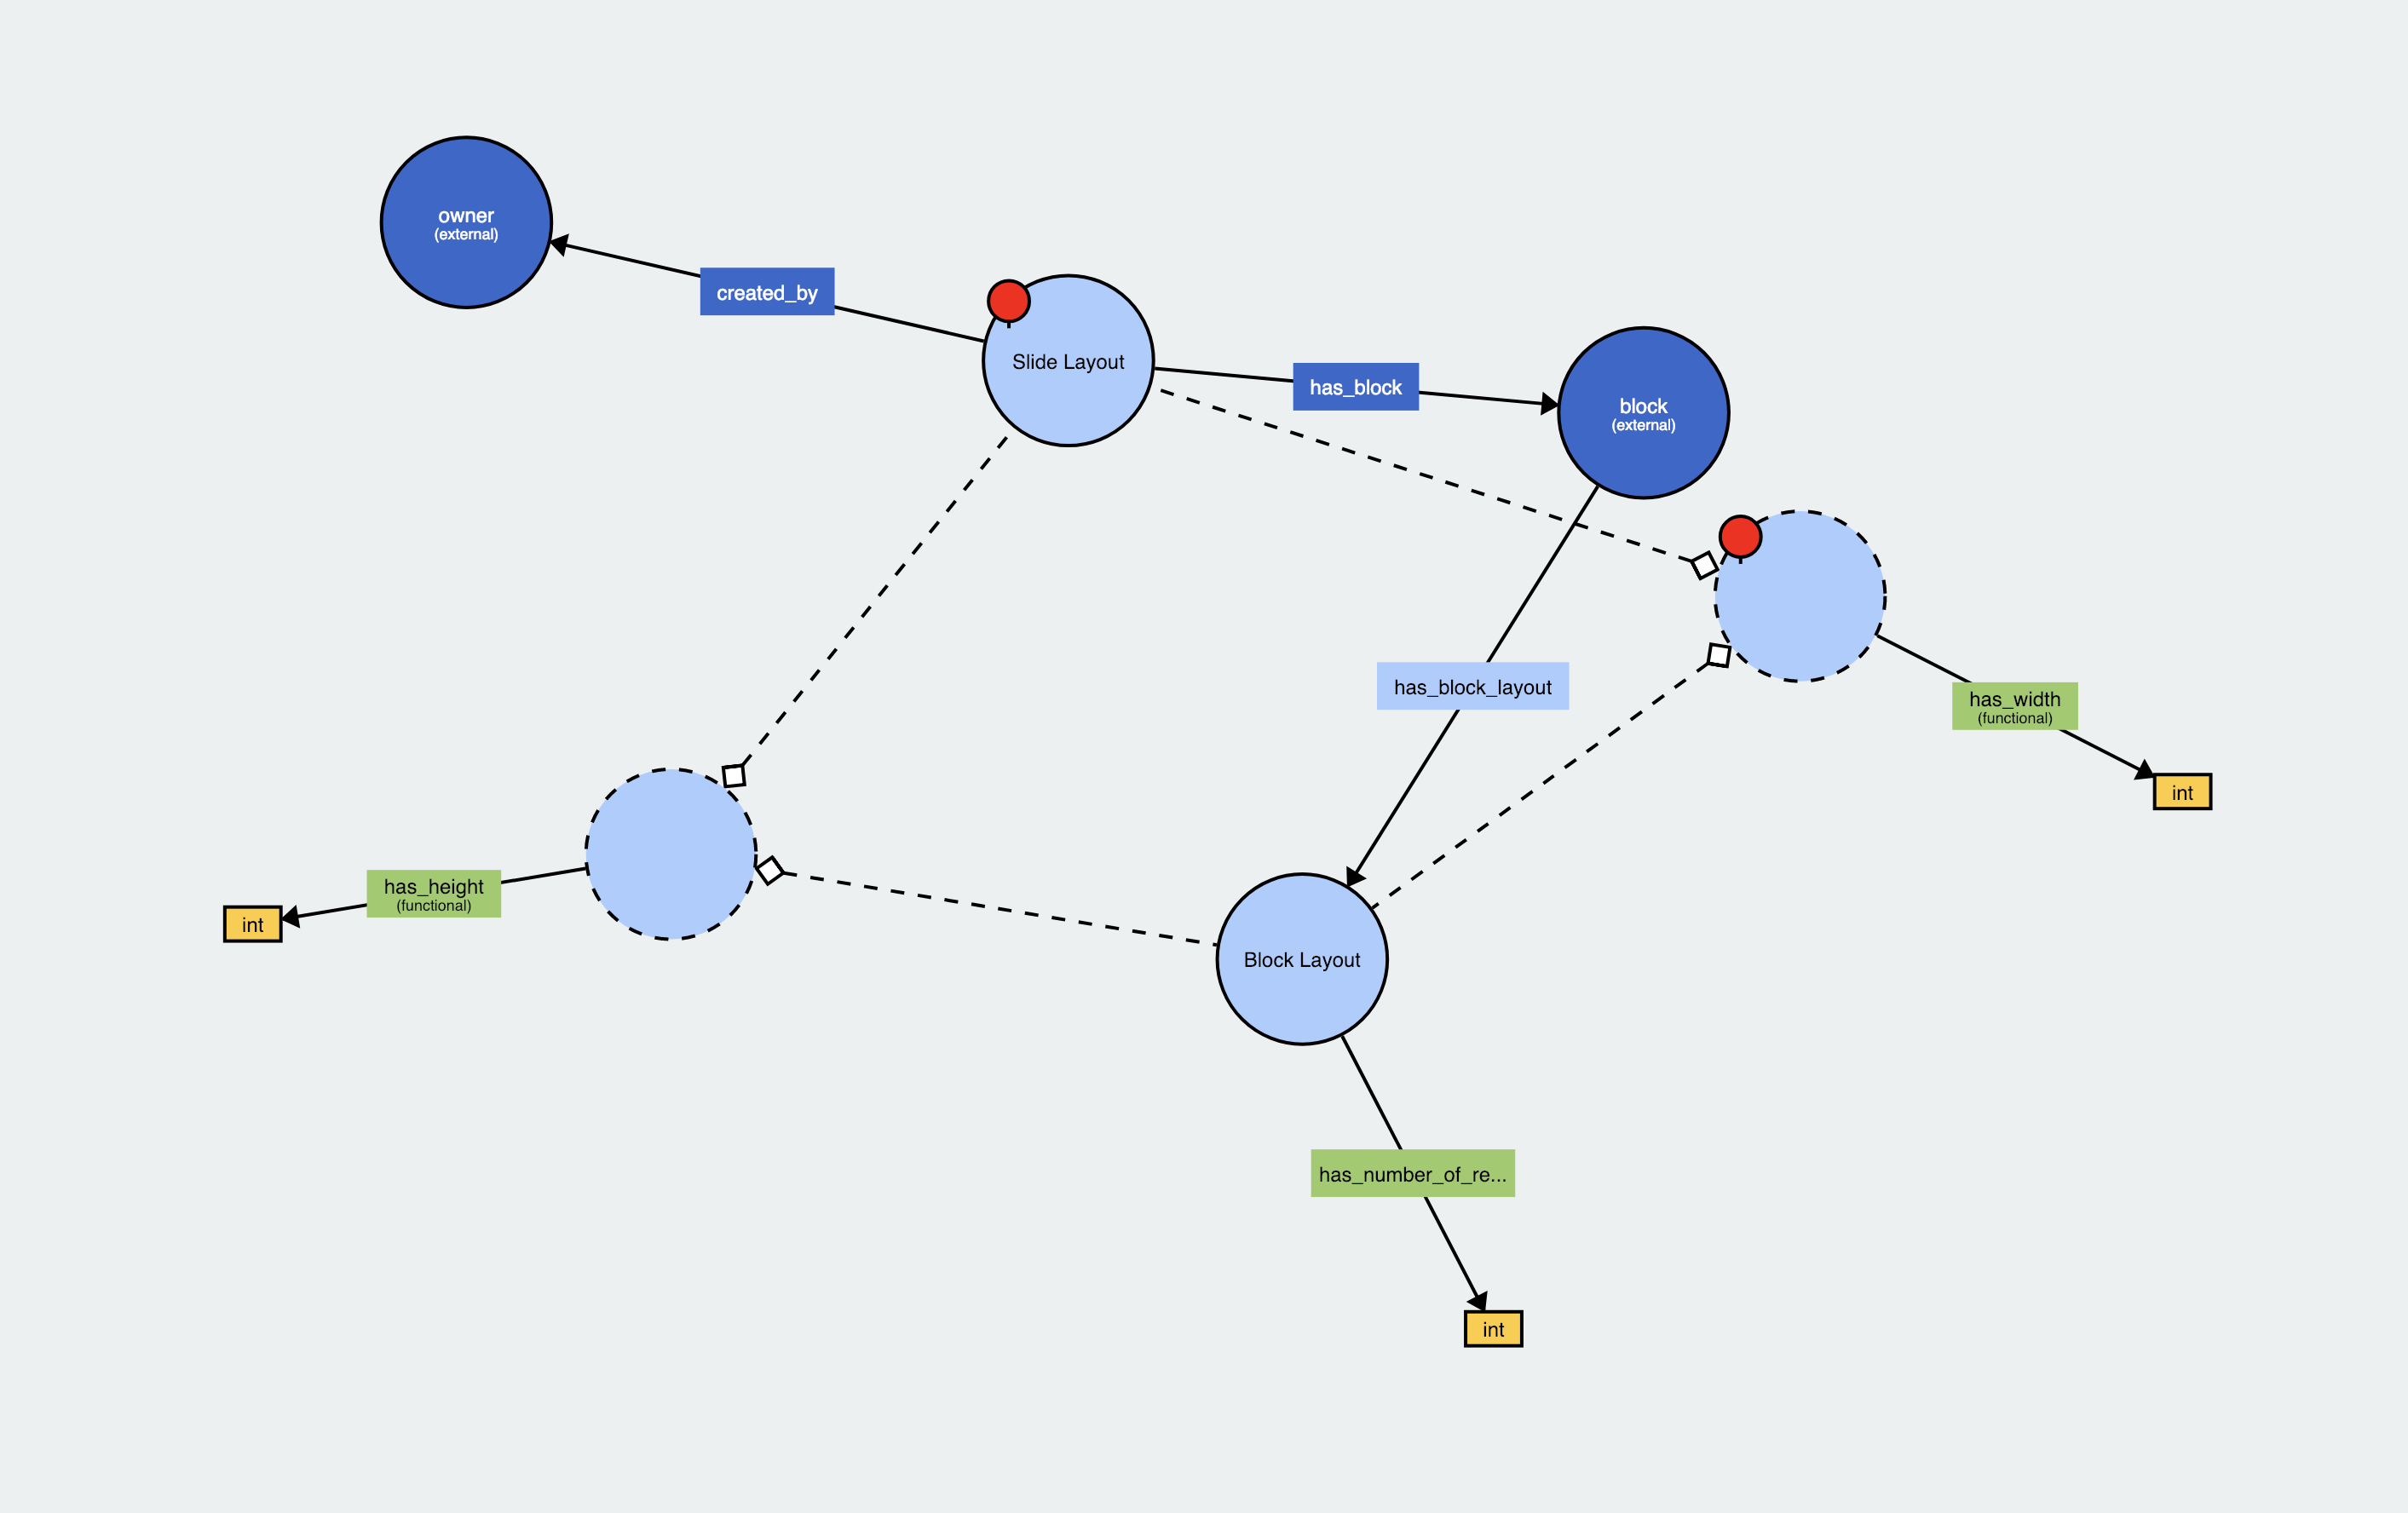 owner
(external)
created_by
Slide Layout
has_block
block
(external)
has_block_layout
has_width
(functional)
int
has_height
(functional)
int
Block Layout
has_number_of_re...
int